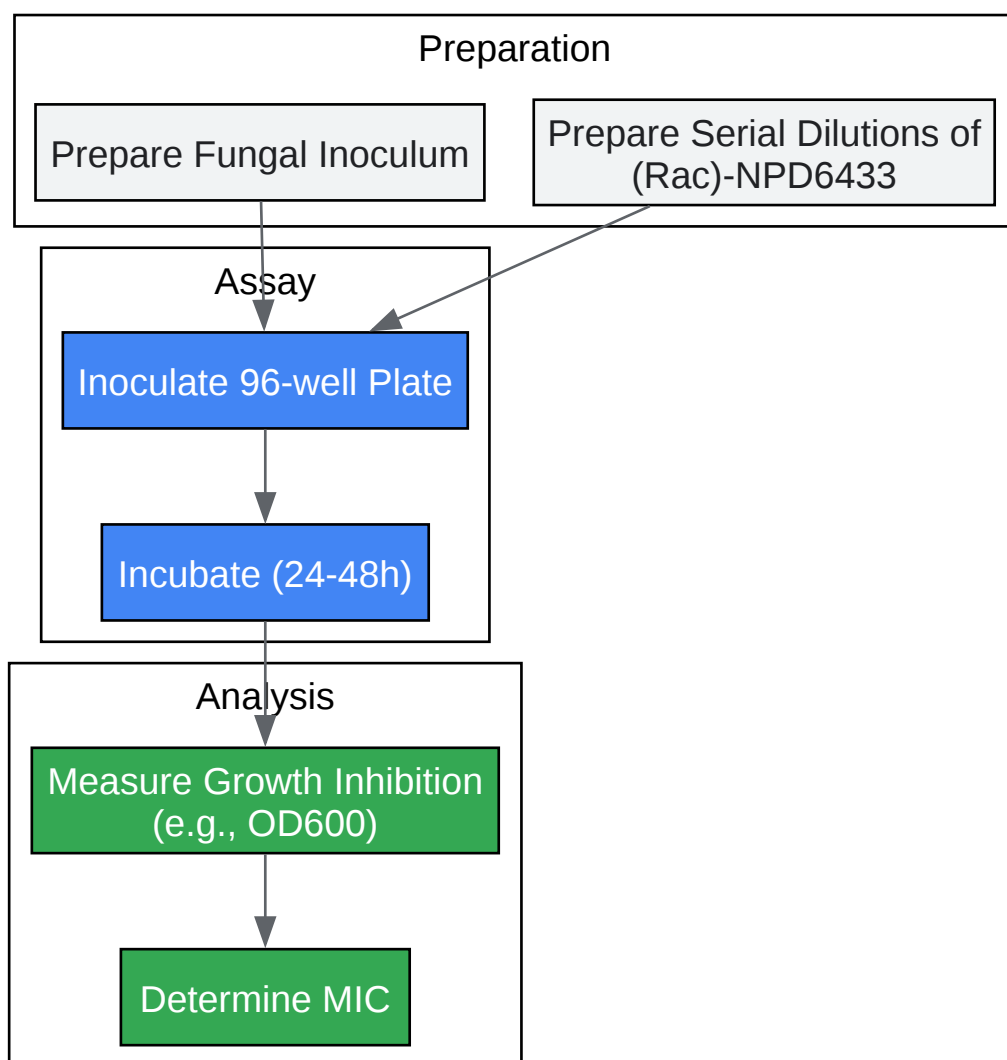 Preparation
Prepare Fungal Inoculum
Prepare Serial Dilutions of
(Rac)-NPD6433
Assay
Inoculate 96-well Plate
Incubate (24-48h)
Analysis
Measure Growth Inhibition
(e.g., OD600)
Determine MIC